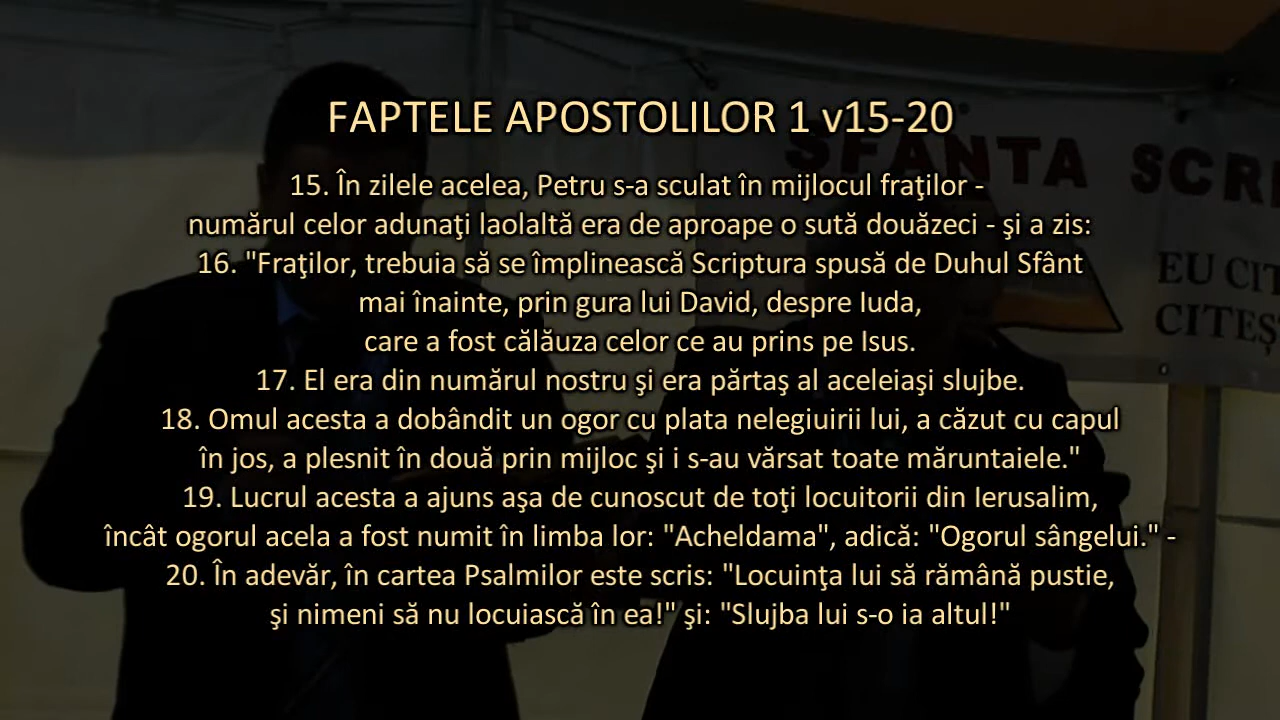 FAPTELE APOSTOLILOR 1 v15-20
15. În zilele acelea, Petru s-a sculat în mijlocul fraţilor -
numărul celor adunaţi laolaltă era de aproape o sută douăzeci - şi a zis:
16. "Fraţilor, trebuia să se împlinească Scriptura spusă de Duhul Sfânt
mai înainte, prin gura lui David, despre Iuda,
care a fost călăuza celor ce au prins pe Isus.
17. El era din numărul nostru şi era părtaş al aceleiaşi slujbe.
18. Omul acesta a dobândit un ogor cu plata nelegiuirii lui, a căzut cu capul
în jos, a plesnit în două prin mijloc şi i s-au vărsat toate măruntaiele."
19. Lucrul acesta a ajuns aşa de cunoscut de toţi locuitorii din Ierusalim,
încât ogorul acela a fost numit în limba lor: "Acheldama", adică: "Ogorul sângelui." -
20. În adevăr, în cartea Psalmilor este scris: "Locuinţa lui să rămână pustie,
şi nimeni să nu locuiască în ea!" şi: "Slujba lui s-o ia altul!"
SFÂNTA SCR
EU CIT
CITEŞ